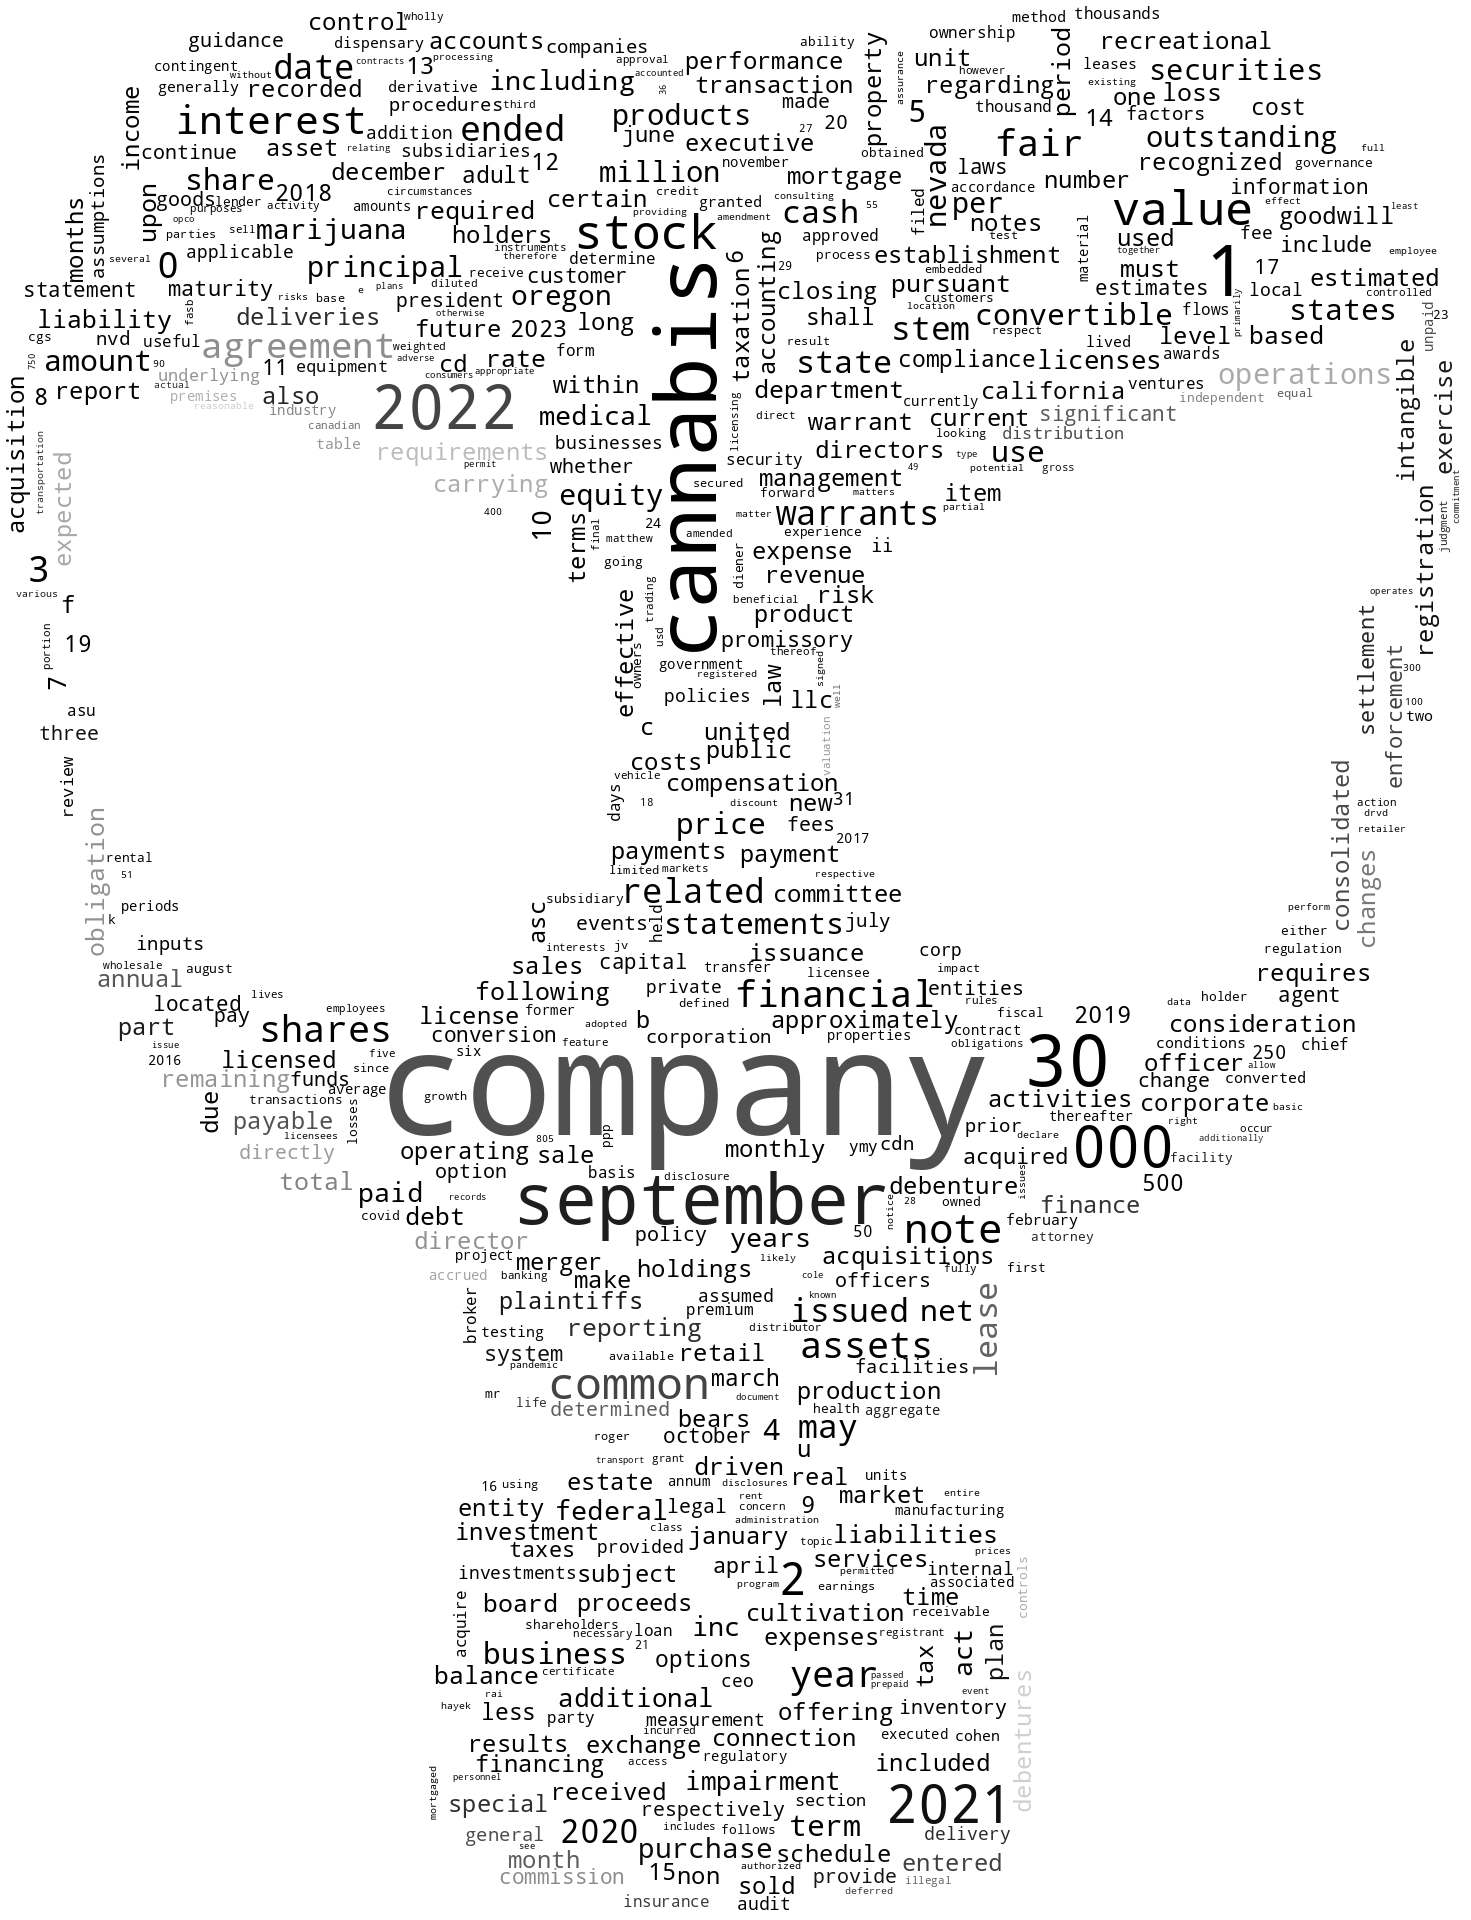 control wholly method thousands
guidance dispensary accounts companies ability ownership recreational
contingent without date contracts 13 processing approval performance property unit period leases securities
generally recorded derivative including accounted transaction assurance regarding however existing
income procedures third 36 products made 5 thousand 14 one loss cost
interest addition ended june executive 27 20 fair factors outstanding
continue asset relating subsidiaries 12 november obtained nevada laws recognized governance full
assumptions share 2018 december adult million mortgage accordance number information
months upon goods lender activity circumstances certain credit consulting filed per value effect least
purposes amounts required providing granted cash 55 notes goodwill
opco sell marijuana holders stock amendment approved test material used fee employee
parties instruments process establishment together include
several 0 applicable therefore determine cannabis 6 accounting 29 embedded must 1 17 estimated
statement maturity risks base e plans principal receive customer closing pursuant customers estimates local controlled
liability fasb deliveries president diluted oregon taxation shall location convertible flows primarily states unpaid 23
cgs nvd useful agreement otherwise future 2023 long result stem respect lived level based
750 amount 90 weighted adverse cd rate form state compliance licenses awards intangible exercise
underlying 11 equipment consumers appropriate
acquisition 8 report actual premises also 2022 within department currently california ventures operations
reasonable industry medical licensing direct warrant current significant independent equal
transportation expected canadian requirements businesses looking distribution
table permit whether security directors type use
carrying equity secured management 49 potential gross
400 10 forward matters item partial registration judgment commitment
terms final 24 matter warrants
3 matthew amended experience
various going diener expense ii
f effective trading revenue operates
beneficial risk
portion 19 product settlement
7 owners usd promissory enforcement
government thereof signed 300
registered law
asu policies llc well 100
three c united valuation two
costs public
review vehicle compensation consolidated
obligation days 18 discount new 31 action
price fees drvd
2017 retailer
rental payments payment changes
51 limited markets respective
periods subsidiary related committee perform
k asc events held statements july either
inputs interests jv issuance corp regulation
wholesale august sales capital transfer licensee impact requires
annual lives following private financial entities agent
located employees former defined rules data holder
pay license adopted b approximately fiscal 2019
part shares conversion feature corporation properties contract 30 consideration
issue six obligations conditions chief
2016 licensed five company officer 250
since allow
remaining funds average growth change converted
transactions activities corporate basic
due payable losses thereafter right
licensees 805 ppp prior declare 000 occur additionally
directly operating sale monthly ymy cdn acquired facility
total option basis disclosure issues
paid records september debenture 500
covid debt notice 28 owned finance
director policy years 50 note february
project likely attorney
merger acquisitions
accrued banking make holdings cole officers fully first
broker plaintiffs assumed known lease
premium issued net
testing reporting distributor
system available retail assets
pandemic facilities
common march
mr life document production
determined health aggregate
bears
roger october 4 may
u
transport grant driven
16 using estate annum disclosures real units
rent market entire
entity federal legal concern 9 manufacturing
administration
investment class january topic liabilities
taxes provided prices
april services internal controls
investments subject permitted
program 2 earnings associated
acquire board proceeds time
shareholders cultivation receivable
necessary loan inc expenses registrant
business 21 act plan
options tax
balance certificate ceo year passed
prepaid
rai additional event debentures
hayek less party measurement offering inventory
incurred executed cohen
results exchange connection
financing access regulatory included
mortgaged personnel impairment
received section
special respectively 2021
general 2020 includes follows term delivery
see purchase schedule
month entered
commission 15 non authorized provide illegal
sold deferred
insurance audit